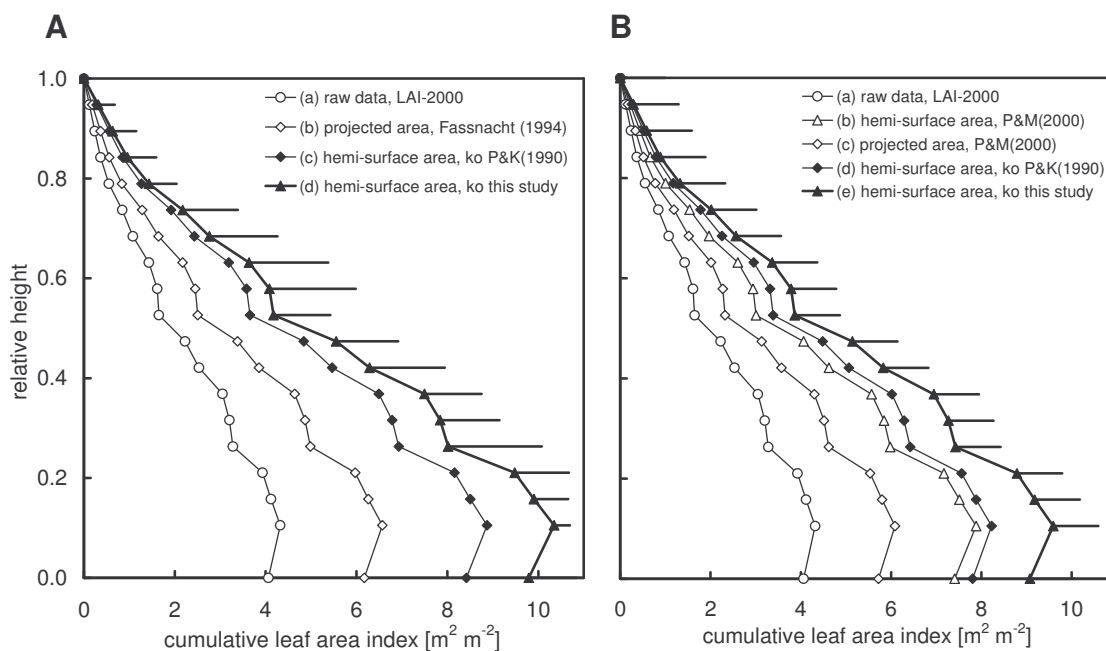 A
1.0
0.8
0.6
0.4
0.2
0.0
relative height
(a) raw data, LAI-2000
(b) projected area, Fassnacht (1994)
(c) hemi-surface area, ko P&K(1990)
(d) hemi-surface area, ko this study
0 2 4 6 8 10
cumulative leaf area index [m² m⁻²]
B
(a) raw data, LAI-2000
(b) hemi-surface area, P&M(2000)
(c) projected area, P&M(2000)
(d) hemi-surface area, ko P&K(1990)
(e) hemi-surface area, ko this study
0 2 4 6 8 10
cumulative leaf area index [m² m⁻²]